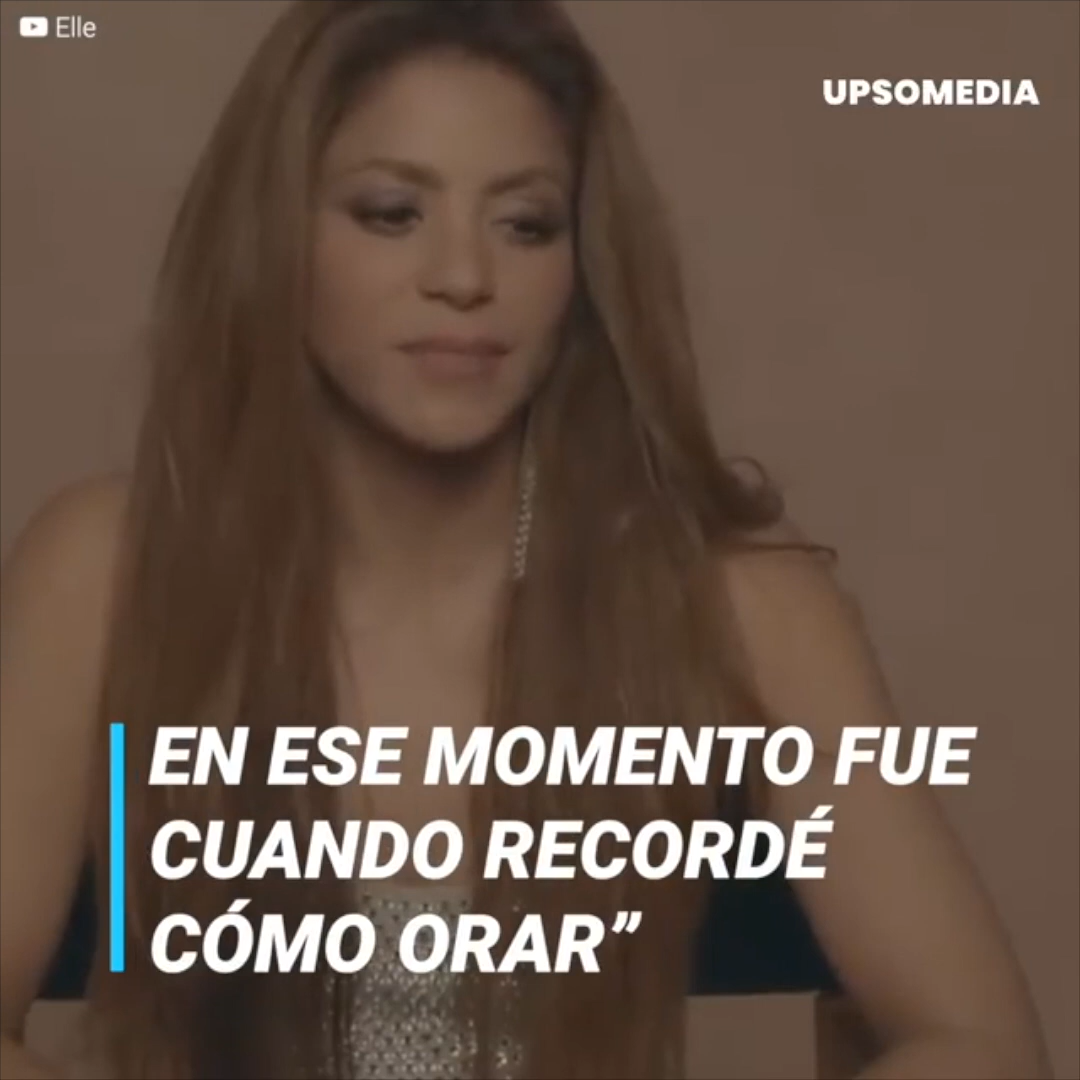 Elle
UPSOMEDIA
EN ESE MOMENTO FUE
CUANDO RECORDÉ
CÓMO ORAR”